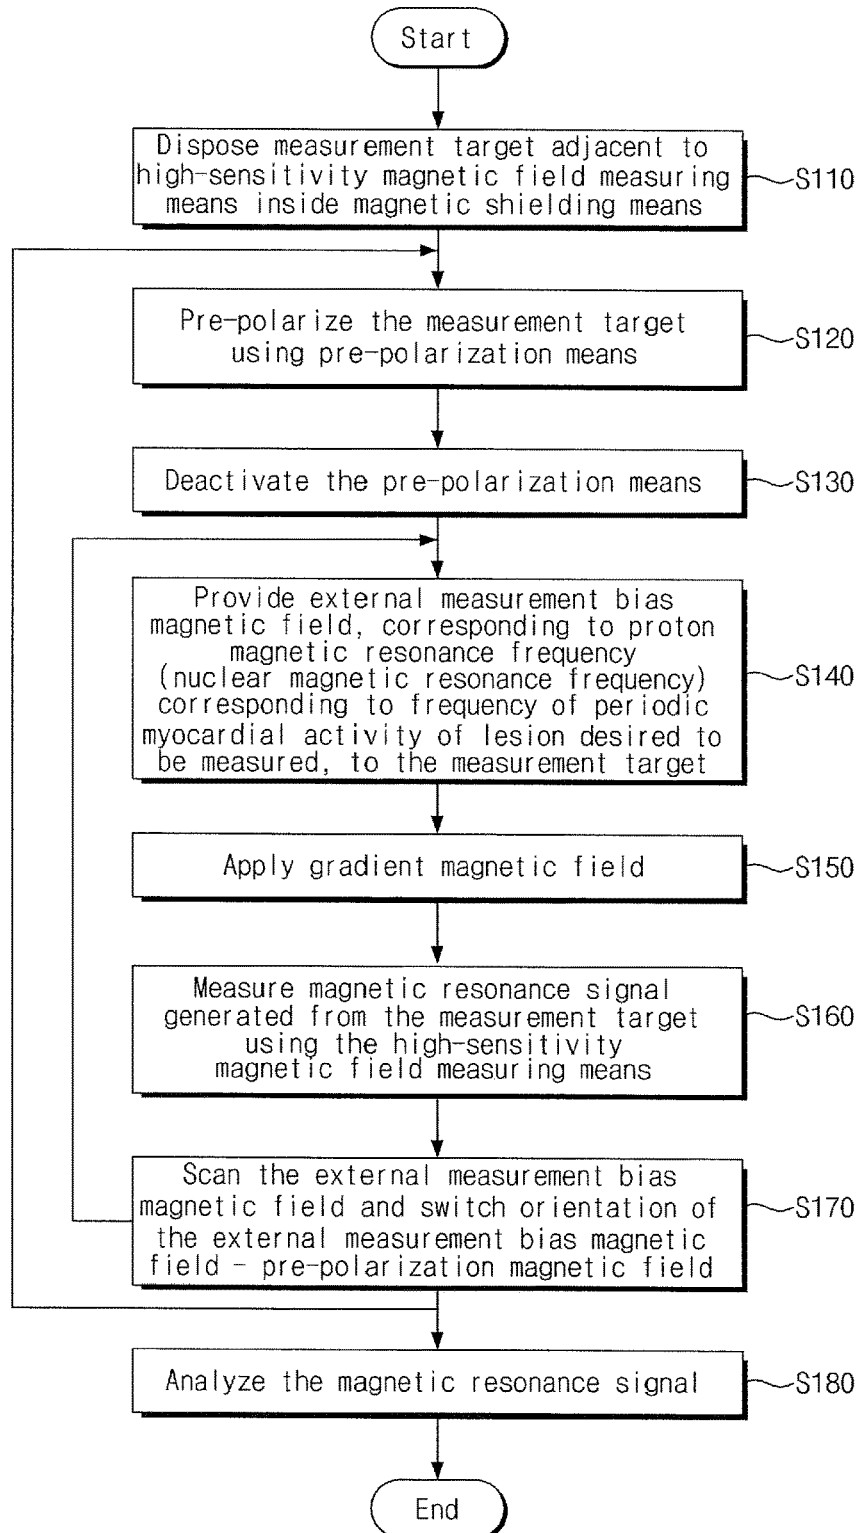 Start
Dispose measurement target adjacent to
high-sensitivity magnetic field measuring
means inside magnetic shielding means
S110
Pre-polarize the measurement target
using pre-polarization means
S120
Deactivate the pre-polarization means
S130
Provide external measurement bias
magnetic field, corresponding to proton
magnetic resonance frequency
(nuclear magnetic resonance frequency)
corresponding to frequency of periodic
myocardial activity of lesion desired to
be measured, to the measurement target
S140
Apply gradient magnetic field
S150
Measure magnetic resonance signal
generated from the measurement target
using the high-sensitivity
magnetic field measuring means
S160
Scan the external measurement bias
magnetic field and switch orientation of
the external measurement bias magnetic
field - pre-polarization magnetic field
S170
Analyze the magnetic resonance signal
S180
End